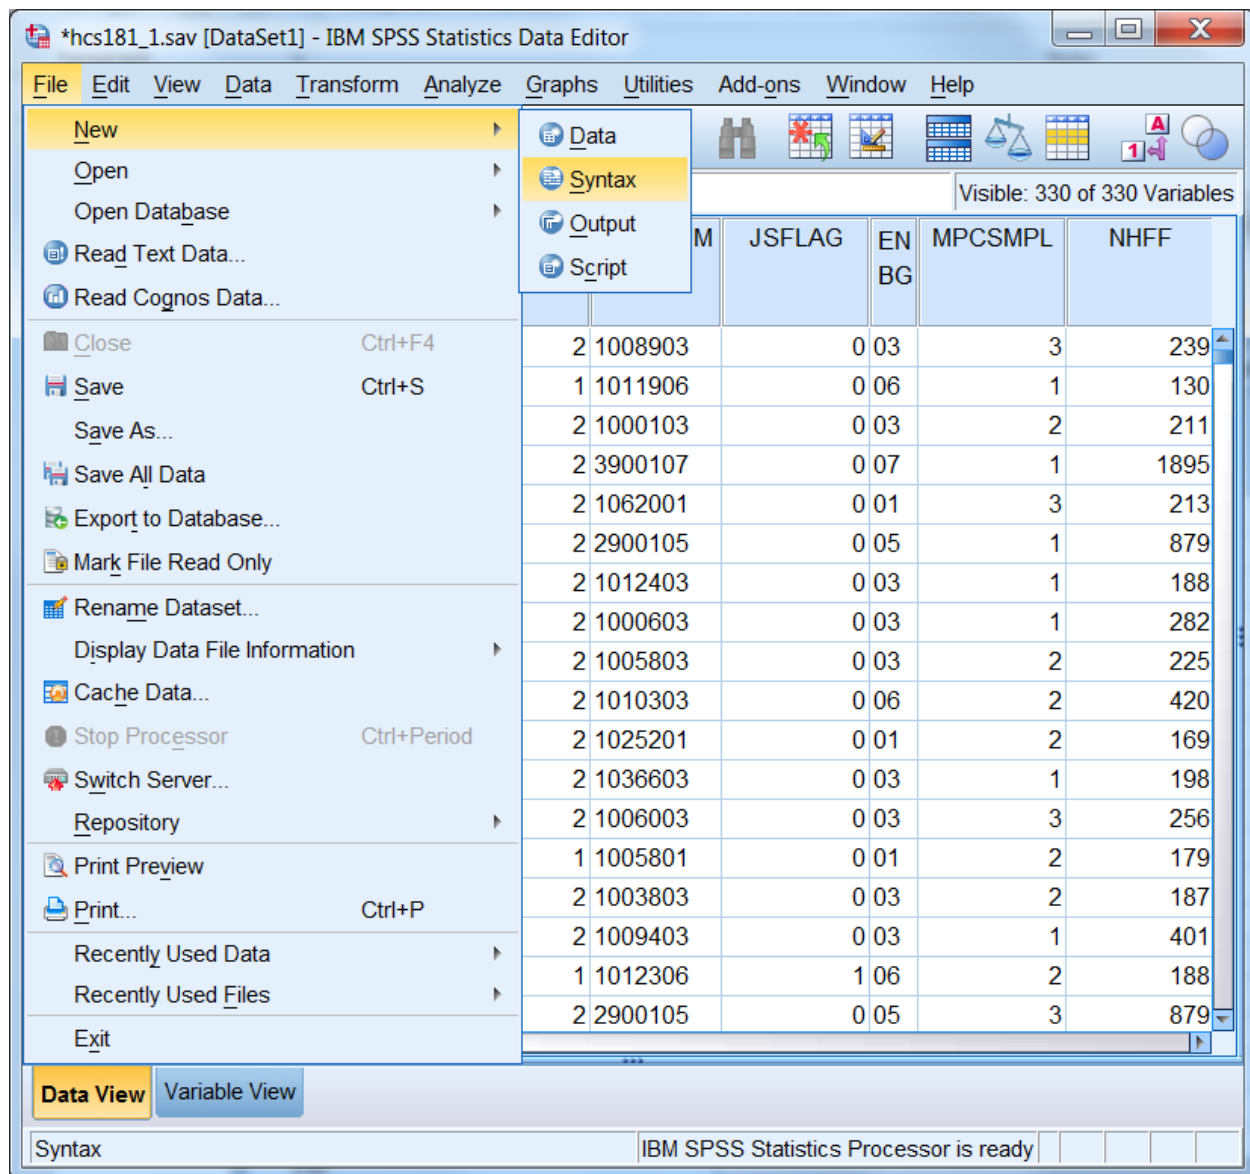 *hcs181_1.sav [DataSet1] - IBM SPSS Statistics Data Editor
File Edit View Data Transform Analyze Graphs Utilities Add-ons Window Help
New
Open
Open Database
Read Text Data...
Read Cognos Data...
Close Ctrl+F4
Save Ctrl+S
Save As...
Save All Data
Export to Database...
Mark File Read Only
Rename Dataset...
Display Data File Information
Cache Data...
Stop Processor Ctrl+Period
Switch Server...
Repository
Print Preview
Print... Ctrl+P
Recently Used Data
Recently Used Files
Exit
Data
Syntax
Output
Script
A
1
Visible: 330 of 330 Variables
M JSFLAG EN BG MPCSMPL NHFF
2 1008903 0 03 3 239
1 1011906 0 06 1 130
2 1000103 0 03 2 211
2 3900107 0 07 1 1895
2 1062001 0 01 3 213
2 2900105 0 05 1 879
2 1012403 0 03 1 188
2 1000603 0 03 1 282
2 1005803 0 03 2 225
2 1010303 0 06 2 420
2 1025201 0 01 2 169
2 1036603 0 03 1 198
2 1006003 0 03 3 256
1 1005801 0 01 2 179
2 1003803 0 03 2 187
2 1009403 0 03 1 401
1 1012306 1 06 2 188
2 2900105 0 05 3 879
Data View Variable View
Syntax IBM SPSS Statistics Processor is ready